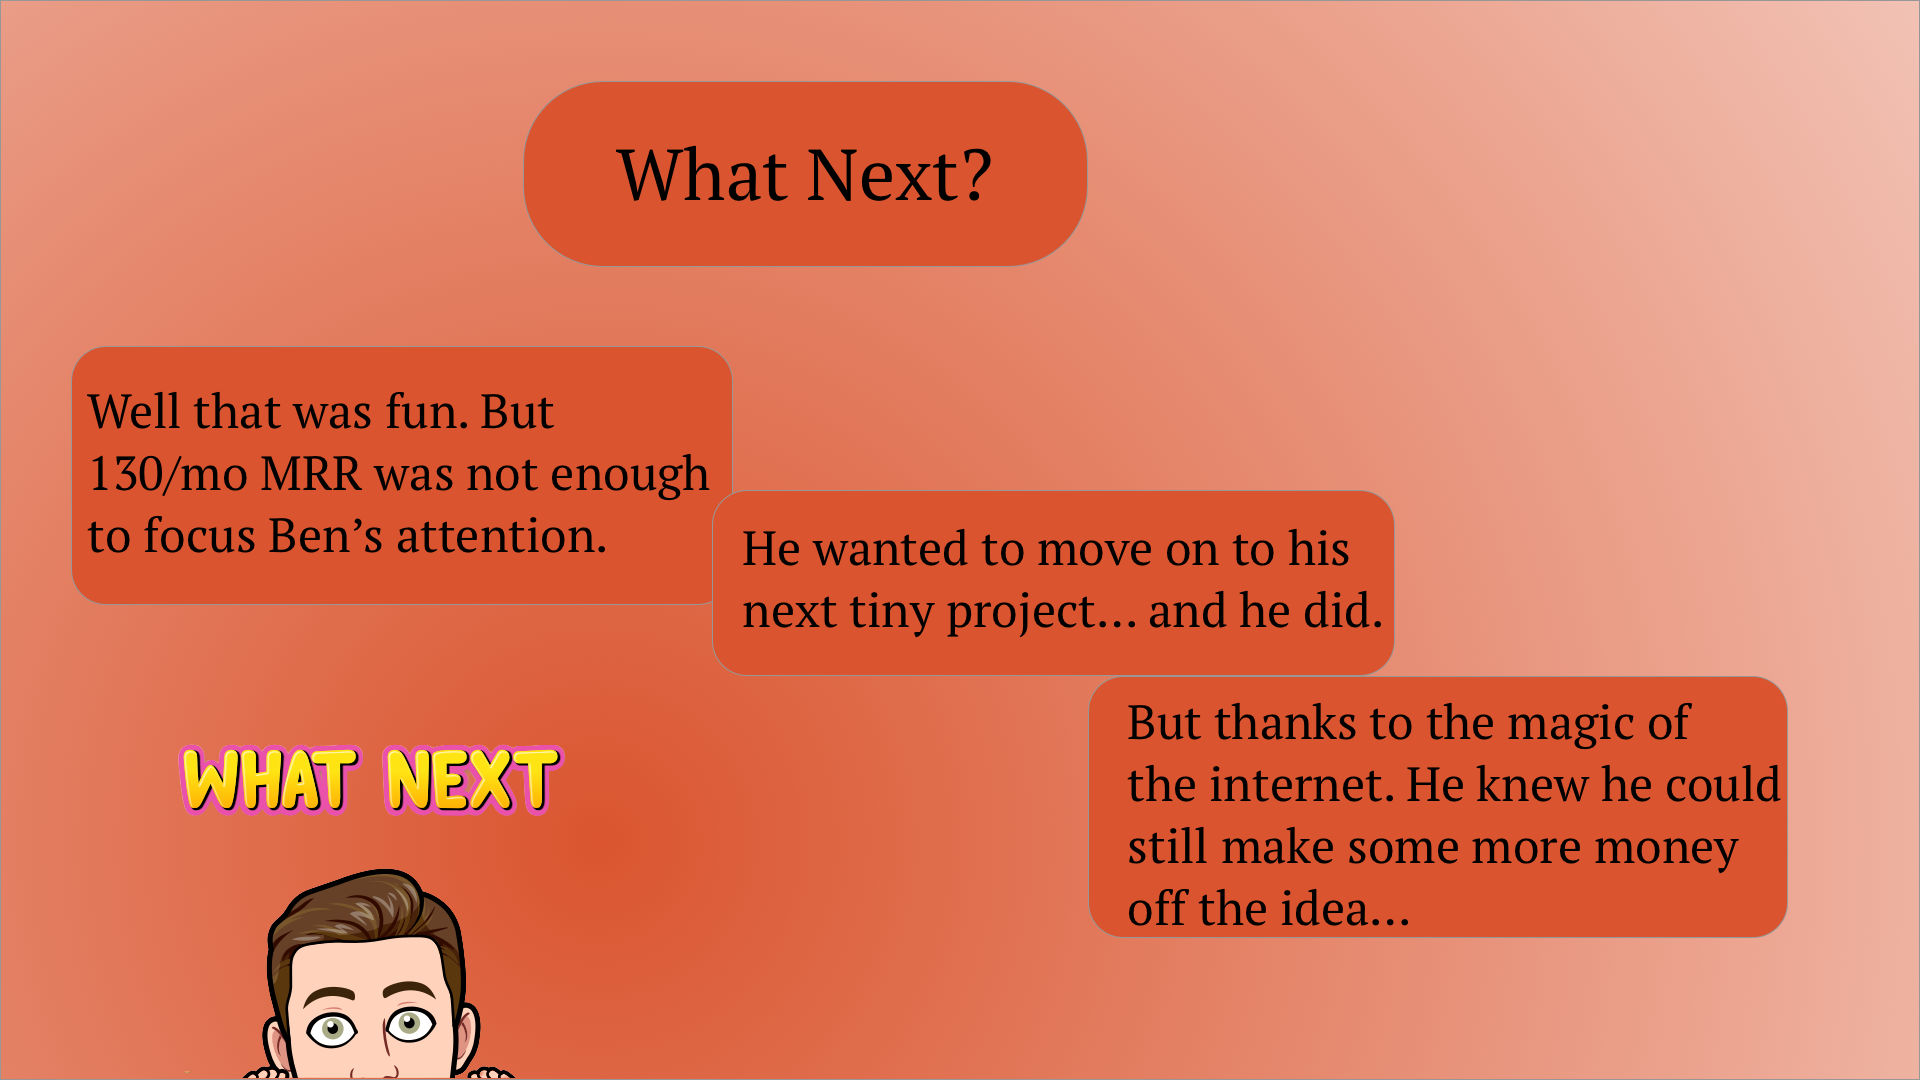 What Next?
Well that was fun. But
130/mo MRR was not enough
to focus Ben’s attention.
He wanted to move on to his
next tiny project... and he did.
But thanks to the magic of
the internet. He knew he could
still make some more money
off the idea...
WHAT NEXT